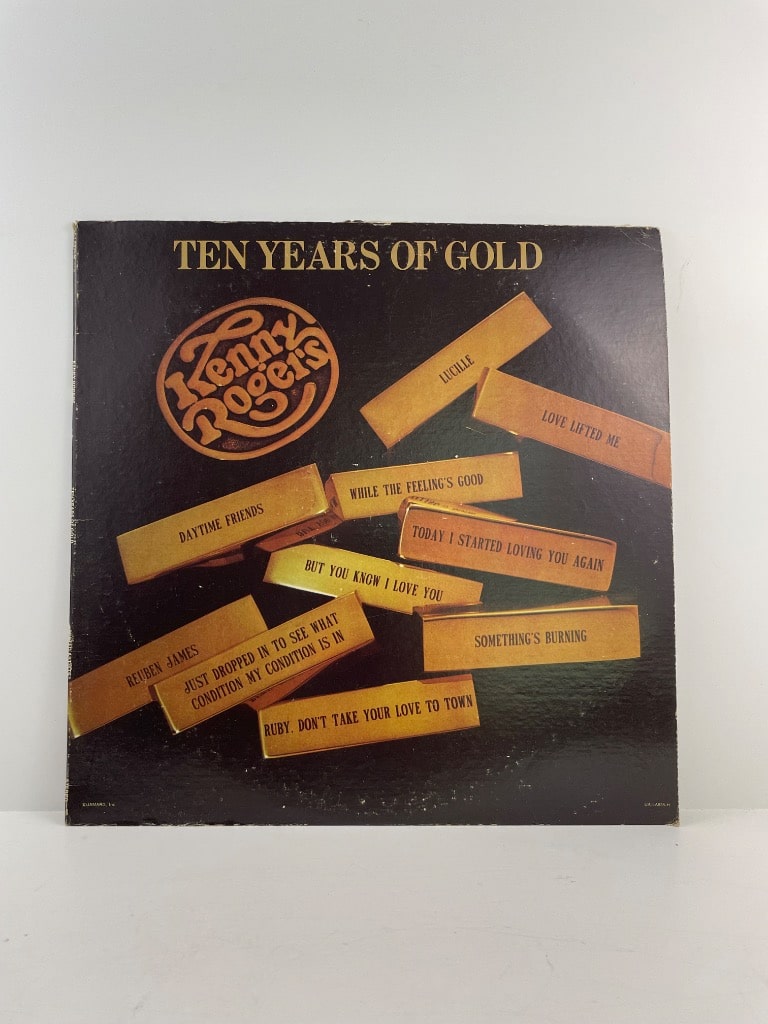 TEN YEARS OF GOLD
Kenny
Rogers
LUCILLE
LOVE LIFTED ME
WHILE THE FEELING'S GOOD
DAYTIME FRIENDS
TODAY I STARTED LOVING YOU AGAIN
BUT YOU KNOW I LOVE YOU
SOMETHING'S BURNING
REUBEN JAMES
JUST DROPPED IN TO SEE WHAT
CONDITION MY CONDITION IS IN
RUBY, DON'T TAKE YOUR LOVE TO TOWN